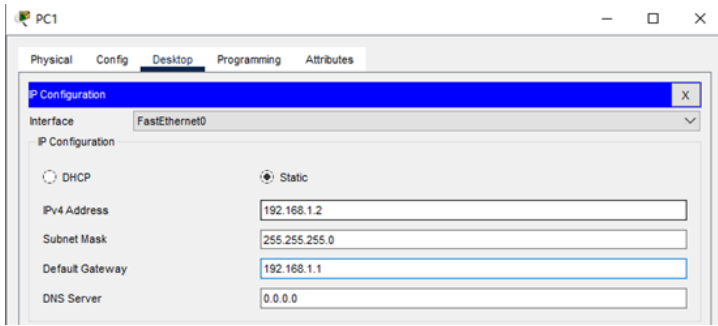 PC1
Physical Config Desktop Programming Attributes
IP Configuration X
Interface FastEthernet0
IP Configuration
DHCP Static
IPv4 Address 192.168.1.2
Subnet Mask 255.255.255.0
Default Gateway 192.168.1.1
DNS Server 0.0.0.0